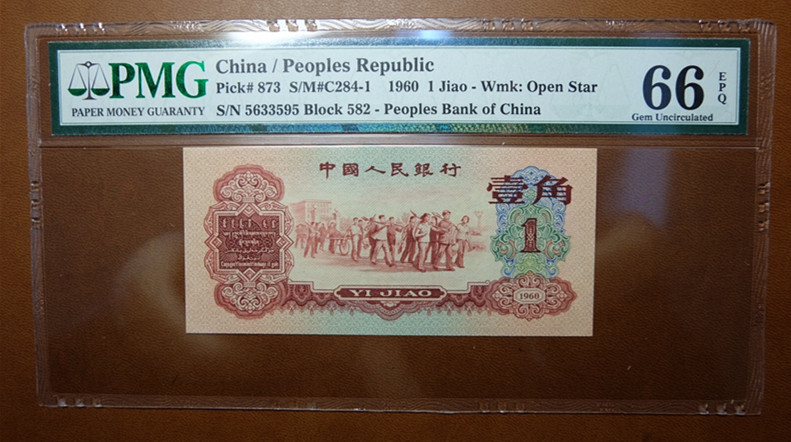 PMG
PAPER MONEY GUARANTY
China / Peoples Republic
Pick# 873 S/M#C284-1 1960 1 Jiao - Wmk: Open Star
S/N 5633595 Block 582 - Peoples Bank of China
66 EPQ
Gem Uncirculated
中國人民銀行
壹角
1
YI JIAO
1960